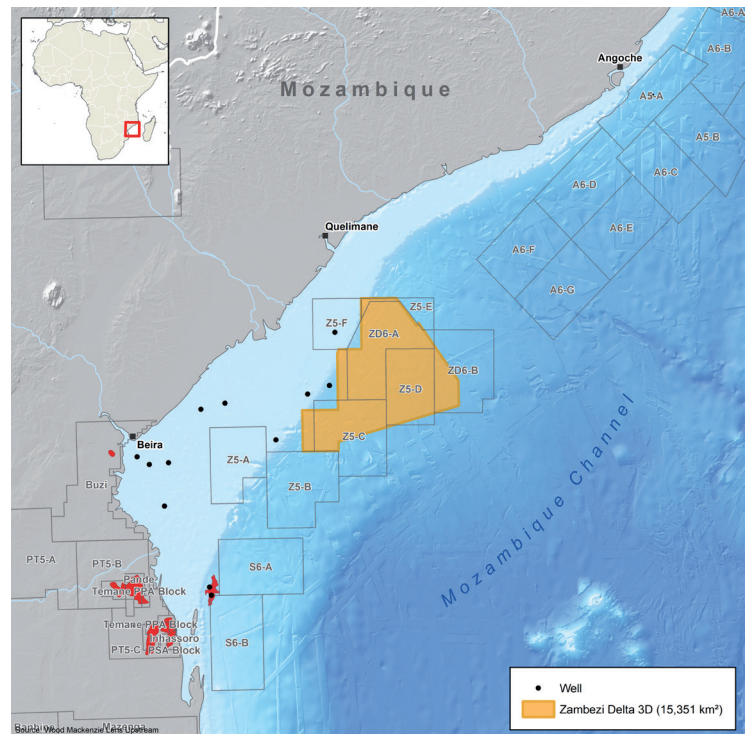 A6-A
A6-B
Angoche
Mozambique
A5-A
A5-B
A6-C
A6-D
Quelimane
A6-E
A6-F
A6-G
Z5-E
Z5-F
ZD6-A
ZD6-B
Z5-D
Beira
Z5-C
Z5-A
Buzi
Z5-B
Mozambique Channel
PT5-A
PT5-B
S6-A
Pande-
Temane PPA Block
Temane PPA Block
Inhassoro
PT5-C
PSA Block
S6-B
Well
Zambezi Delta 3D (15,351 km²)
Mazenga
Source: Wood Mackenzie Lens Upstream